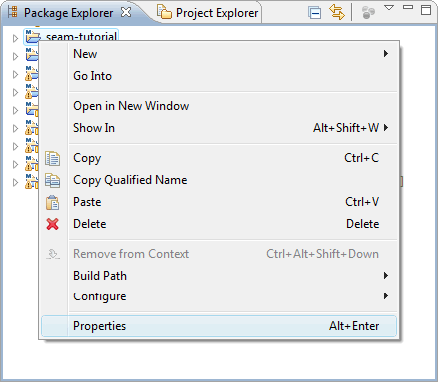 Package Explorer Project Explorer
seam-tutorial
New
Go Into
Open in New Window
Show In Alt+Shift+W
Copy Ctrl+C
Copy Qualified Name
Paste Ctrl+V
Delete Delete
Remove from Context Ctrl+Alt+Shift+Down
Build Path
Configure
Properties Alt+Enter